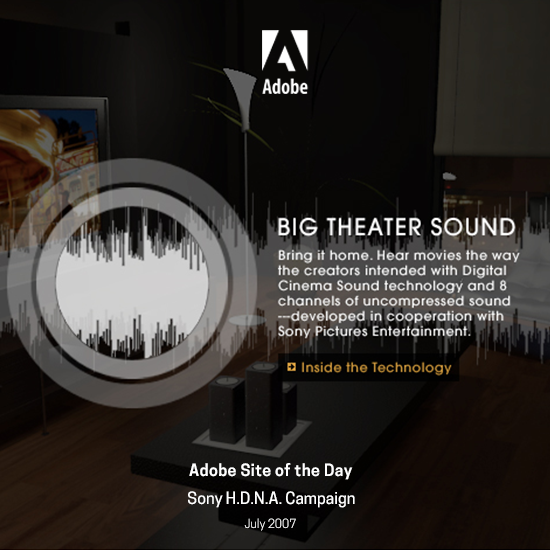 Adobe
BIG THEATER SOUND
Bring it home. Hear movies the way
the creators intended with Digital
Cinema Sound technology and 8
channels of uncompressed sound
---developed in cooperation with
Sony Pictures Entertainment.
Inside the Technology
Adobe Site of the Day
Sony H.D.N.A. Campaign
July 2007